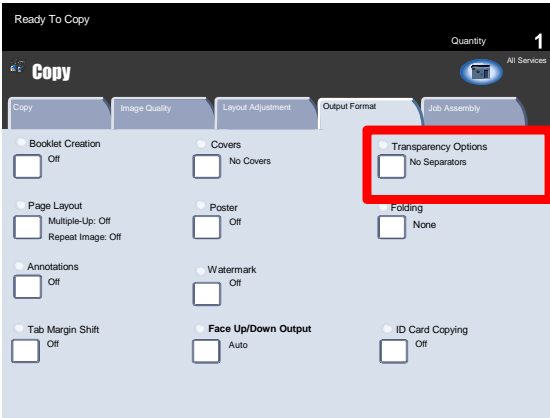 Ready To Copy
Quantity 1
Copy
All Services
Copy Image Quality Layout Adjustment Output Format Job Assembly
Booklet Creation
Off
Covers
No Covers
Transparency Options
No Separators
Page Layout
Multiple-Up: Off
Repeat Image: Off
Poster
Off
Folding
None
Annotations
Off
Watermark
Off
Tab Margin Shift
Off
Face Up/Down Output
Auto
ID Card Copying
Off